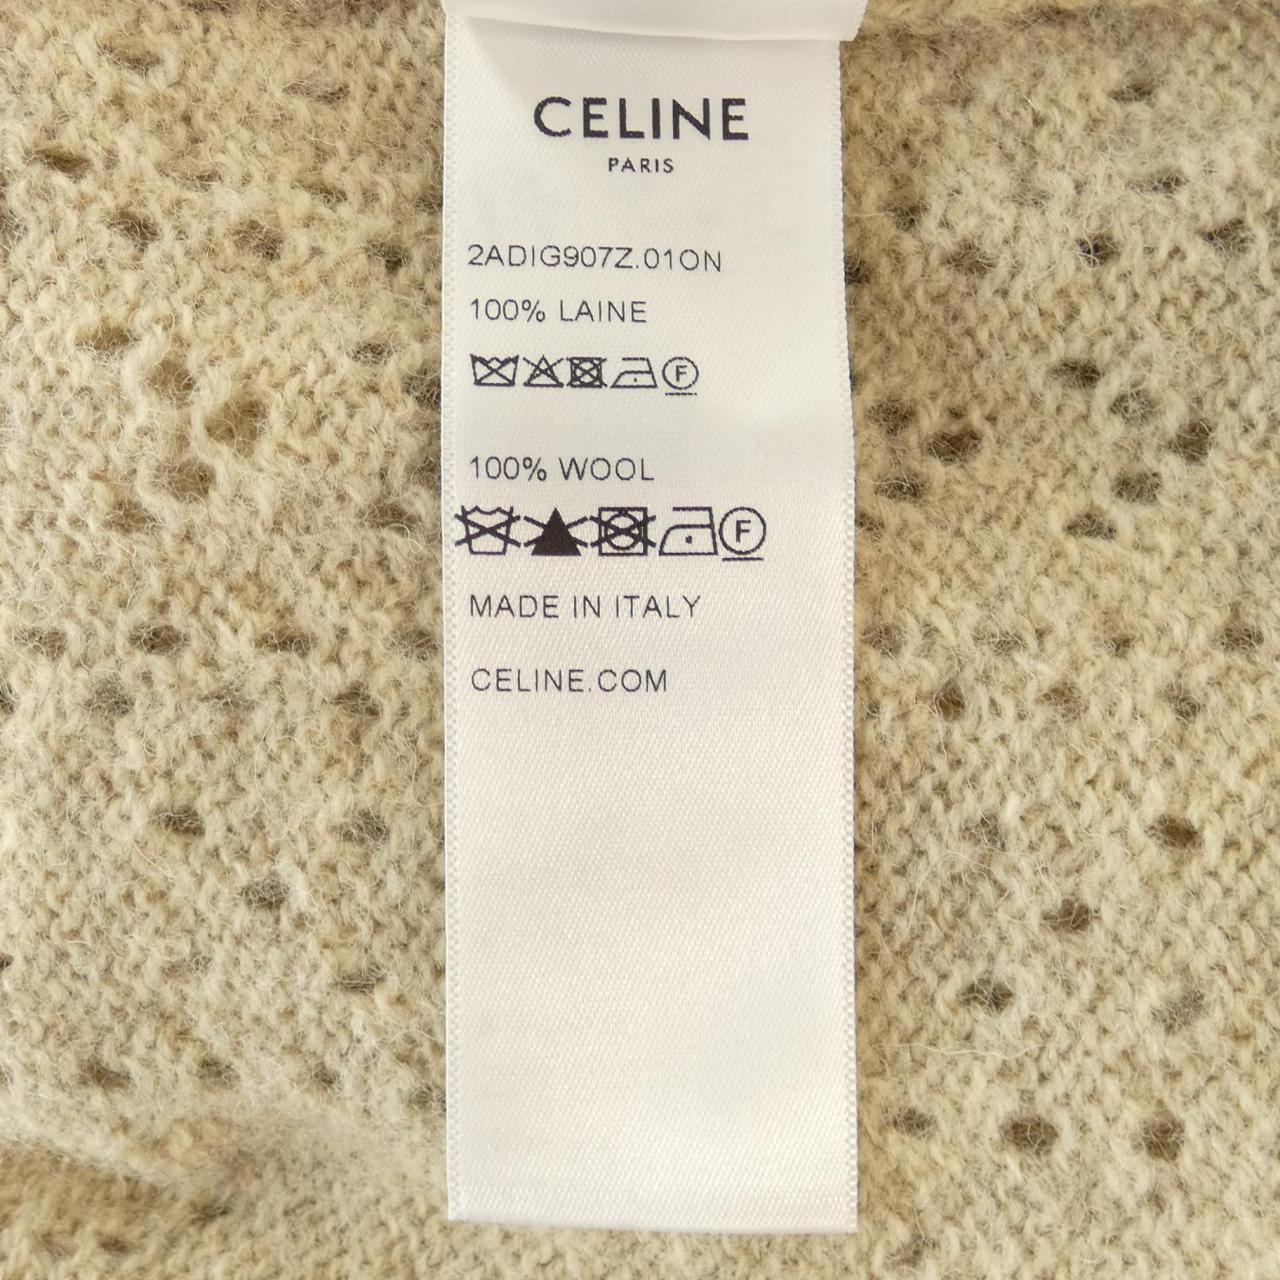 CELINE
PARIS
2ADIG907Z.01ON
100% LAINE
F
100% WOOL
F
MADE IN ITALY
CELINE.COM